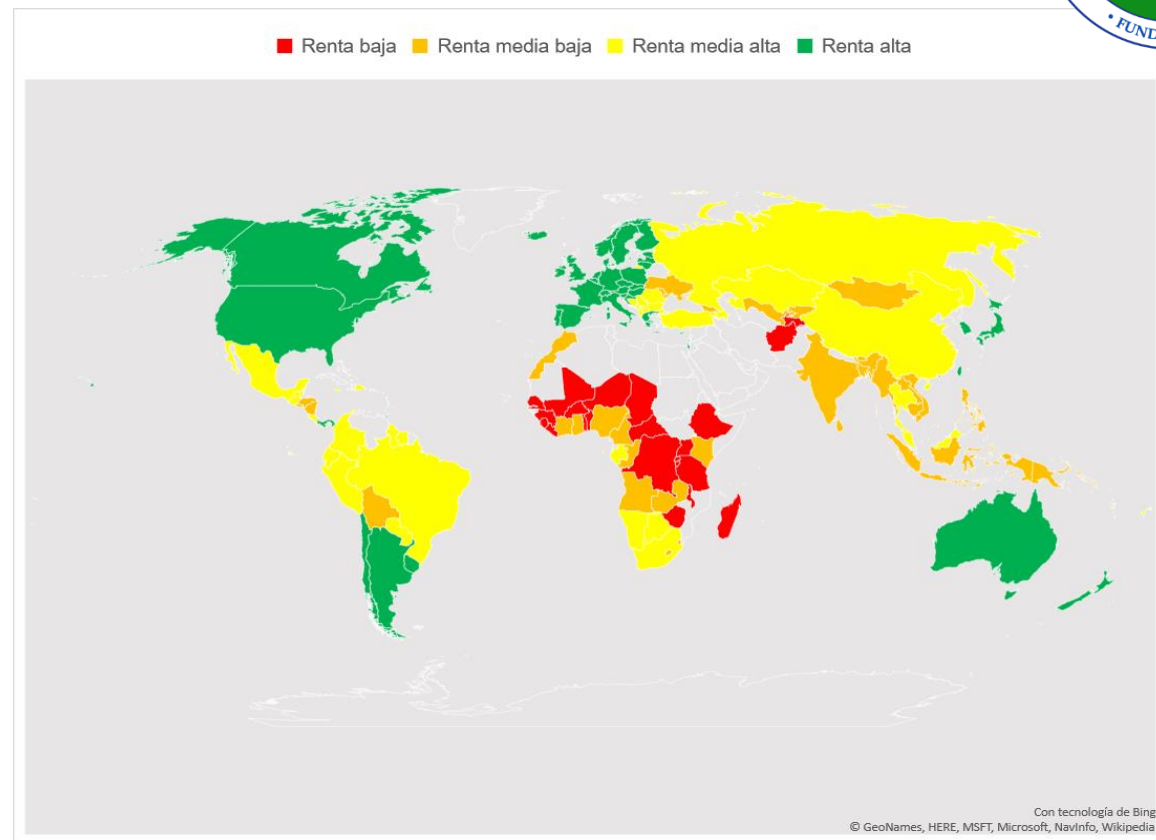 Renta baja Renta media baja Renta media alta Renta alta
Con tecnología de Bing
© GeoNames, HERE, MSFT, Microsoft, NavInfo, Wikipedia